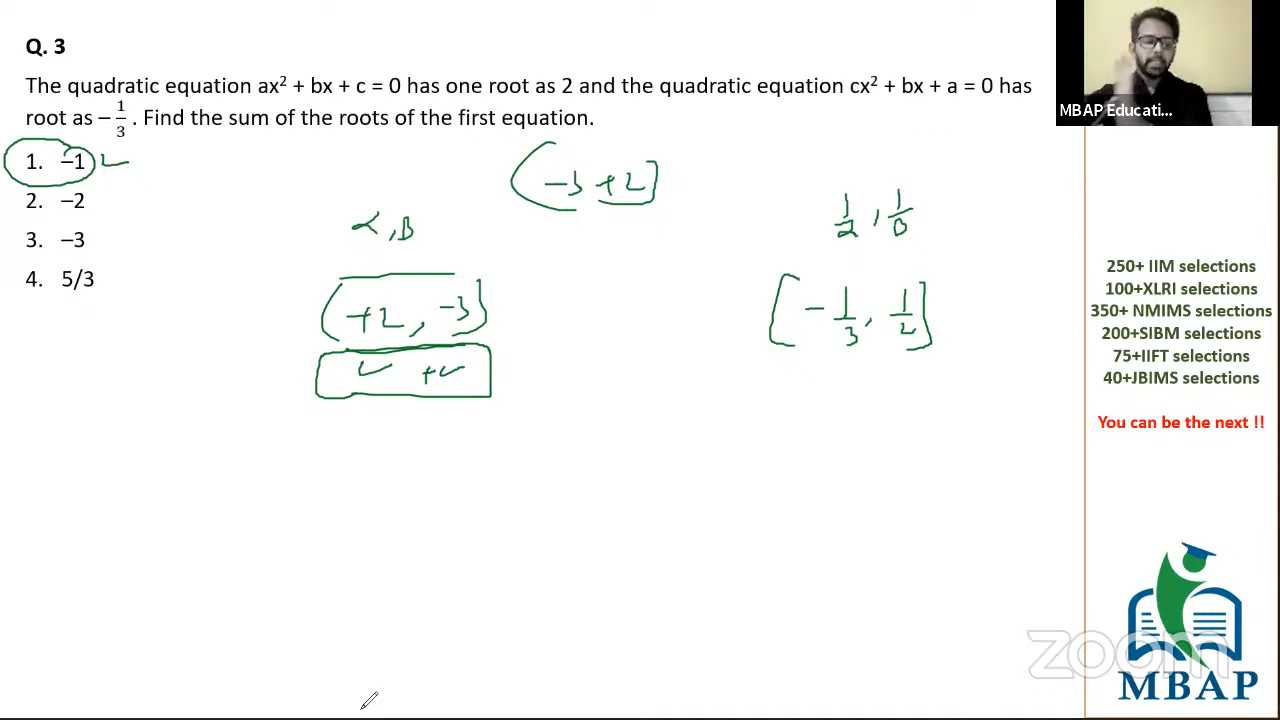 Q. 3
The quadratic equation ax² + bx + c = 0 has one root as 2 and the quadratic equation cx² + bx + a = 0 has
root as – 1/3 . Find the sum of the roots of the first equation.
1. –1
2. –2
3. –3
4. 5/3
(–3 +2]
α, β
1/α, 1/β
(+2, –3)
[– 1/3, 1/2]
✓ +✓
MBAP Educati...
250+ IIM selections
100+XLRI selections
350+ NMIMS selections
200+SIBM selections
75+IIFT selections
40+JBIMS selections
You can be the next !!
zoom
MBAP